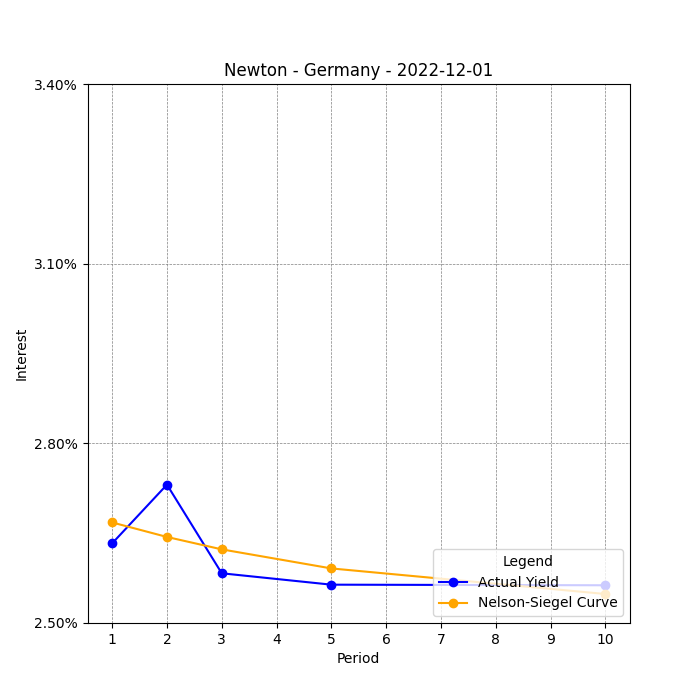 Newton - Germany - 2022-12-01
3.40%
3.10%
2.80%
2.50%
Interest
Legend
Actual Yield
Nelson-Siegel Curve
1 2 3 4 5 6 7 8 9 10
Period